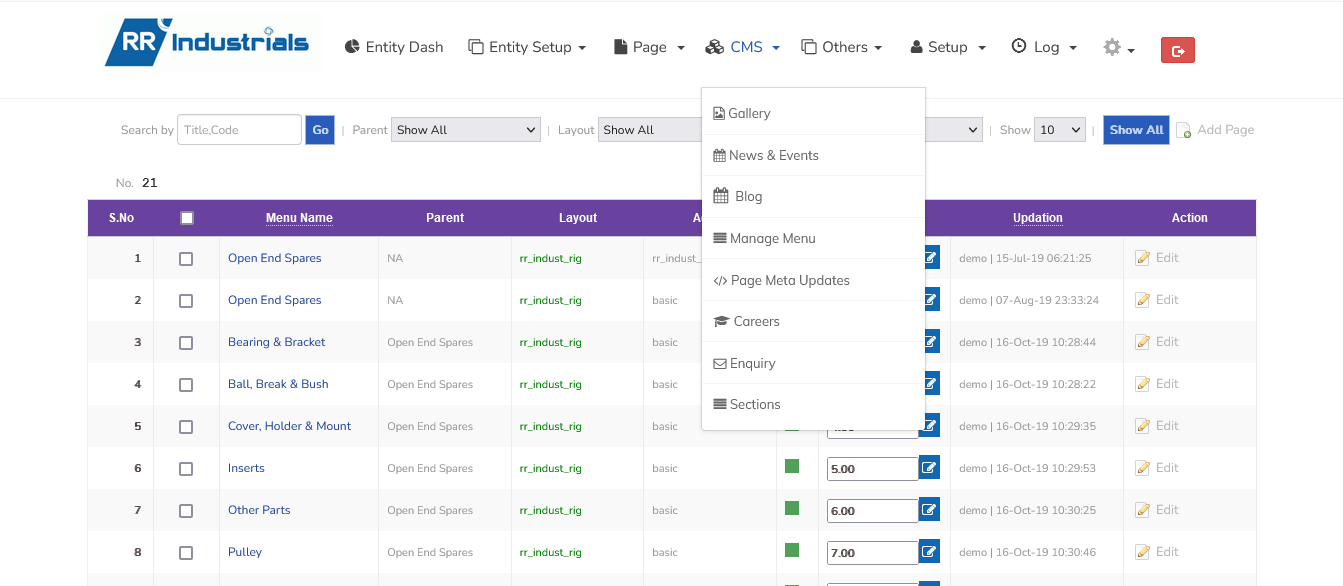 RR Industrials
Entity Dash Entity Setup Page CMS Others Setup Log
Search by Title,Code Go | Parent Show All | Layout Show All | Show 10 | Show All Add Page
Gallery
News & Events
Blog
Manage Menu
Page Meta Updates
Careers
Enquiry
Sections
No. 21
S.No Menu Name Parent Layout Updation Action
1 Open End Spares NA rr_indust_rig rr_indust_ demo | 15-Jul-19 06:21:25 Edit
2 Open End Spares NA rr_indust_rig basic demo | 07-Aug-19 23:33:24 Edit
3 Bearing & Bracket Open End Spares rr_indust_rig basic demo | 16-Oct-19 10:28:44 Edit
4 Ball, Break & Bush Open End Spares rr_indust_rig basic demo | 16-Oct-19 10:28:22 Edit
5 Cover, Holder & Mount Open End Spares rr_indust_rig basic demo | 16-Oct-19 10:29:35 Edit
6 Inserts Open End Spares rr_indust_rig basic 5.00 demo | 16-Oct-19 10:29:53 Edit
7 Other Parts Open End Spares rr_indust_rig basic 6.00 demo | 16-Oct-19 10:30:25 Edit
8 Pulley Open End Spares rr_indust_rig basic 7.00 demo | 16-Oct-19 10:30:46 Edit